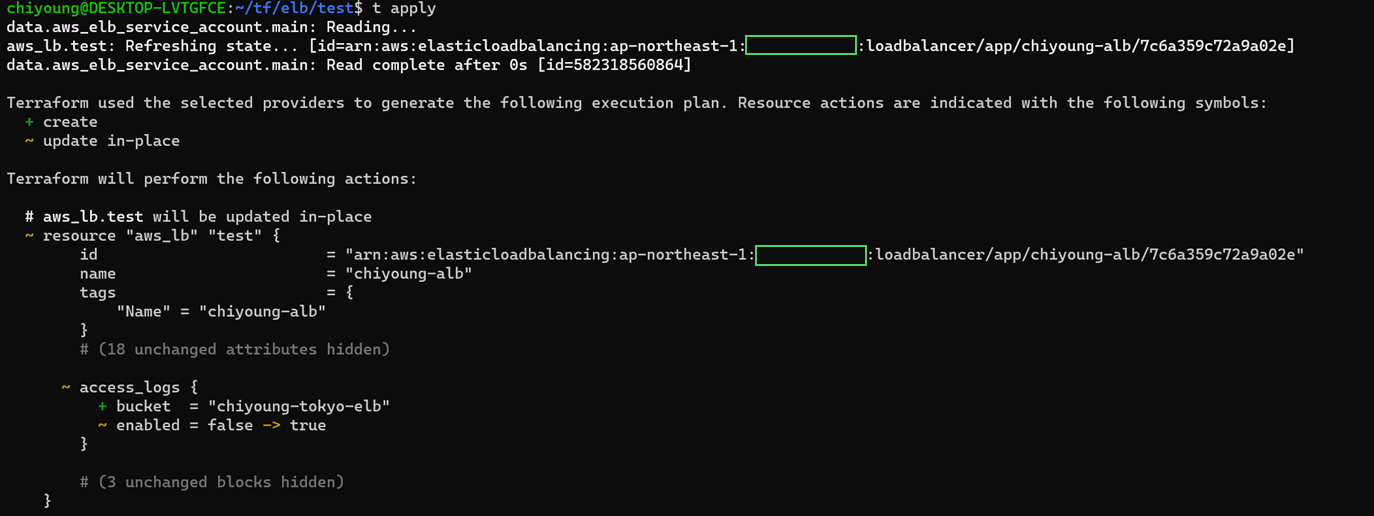 chiyoung@DESKTOP-LVTGFCE:~/tf/elb/test$ t apply
data.aws_elb_service_account.main: Reading...
aws_lb.test: Refreshing state... [id=arn:aws:elasticloadbalancing:ap-northeast-1: :loadbalancer/app/chiyoung-alb/7c6a359c72a9a02e]
data.aws_elb_service_account.main: Read complete after 0s [id=582318560864]

Terraform used the selected providers to generate the following execution plan. Resource actions are indicated with the following symbols:
  + create
  ~ update in-place

Terraform will perform the following actions:

  # aws_lb.test will be updated in-place
  ~ resource "aws_lb" "test" {
        id                         = "arn:aws:elasticloadbalancing:ap-northeast-1: :loadbalancer/app/chiyoung-alb/7c6a359c72a9a02e"
        name                       = "chiyoung-alb"
        tags                       = {
            "Name" = "chiyoung-alb"
        }
        # (18 unchanged attributes hidden)

      ~ access_logs {
          + bucket  = "chiyoung-tokyo-elb"
          ~ enabled = false -> true
        }

        # (3 unchanged blocks hidden)
    }